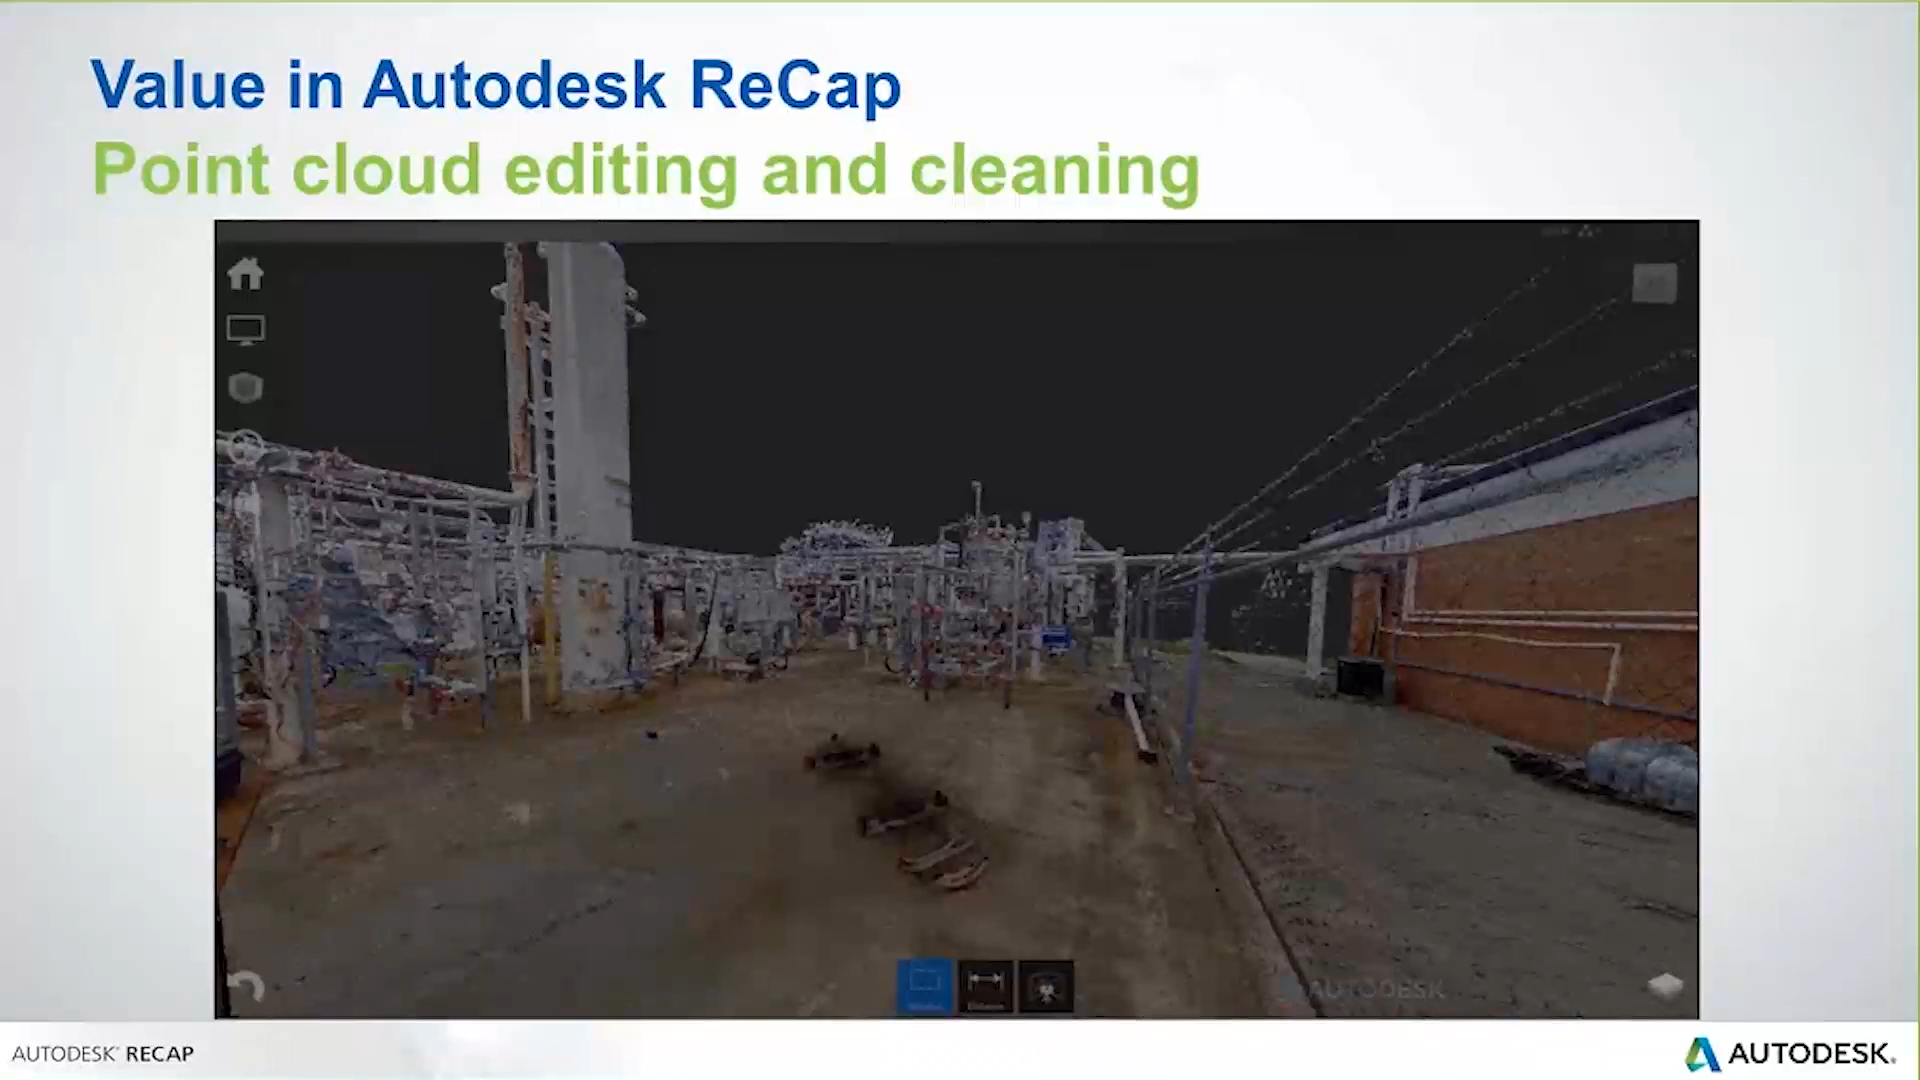 Value in Autodesk ReCap
Point cloud editing and cleaning
AUTODESK
AUTODESK® RECAP
AUTODESK®